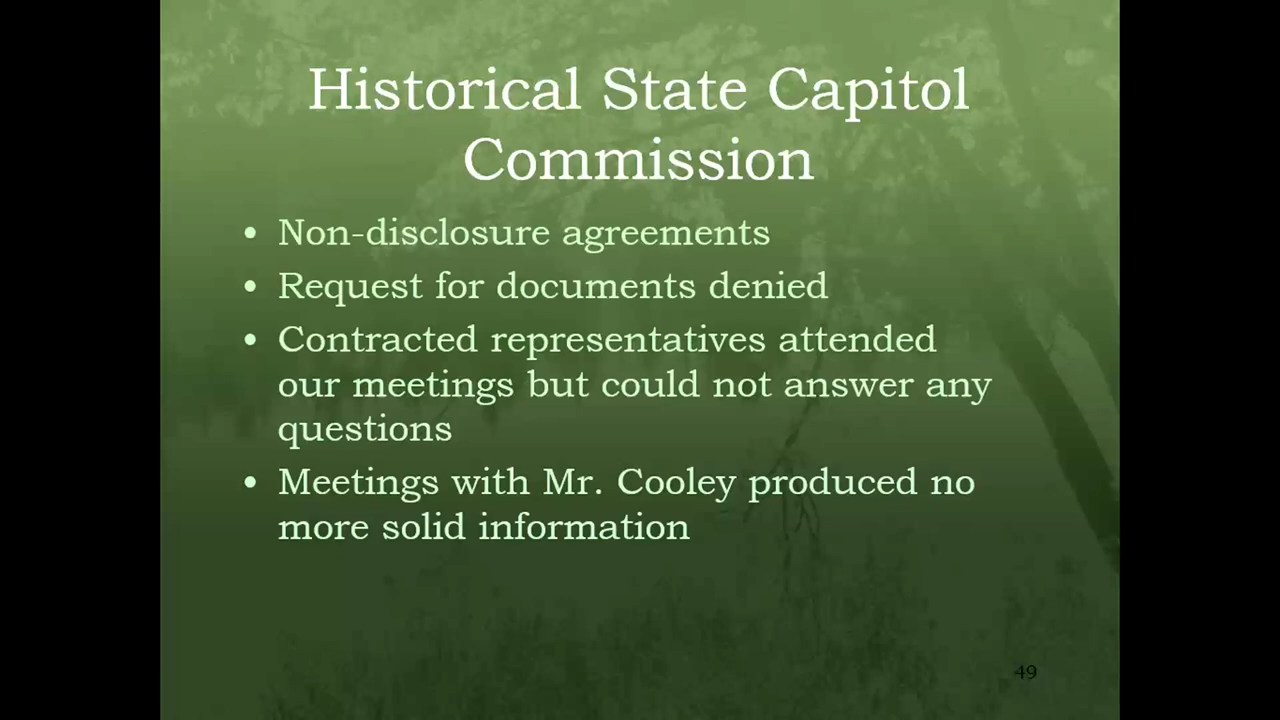 Historical State Capitol
Commission
• Non-disclosure agreements
• Request for documents denied
• Contracted representatives attended
our meetings but could not answer any
questions
• Meetings with Mr. Cooley produced no
more solid information
49